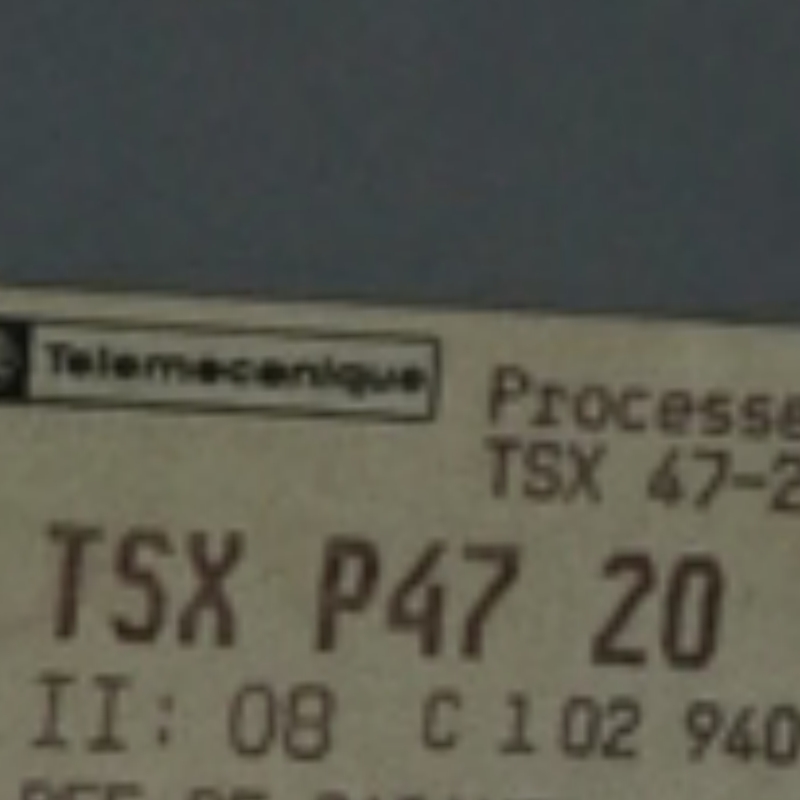 Telemecanique
Processe
TSX 47-2
TSX P47 20
II: 08 C 102 940